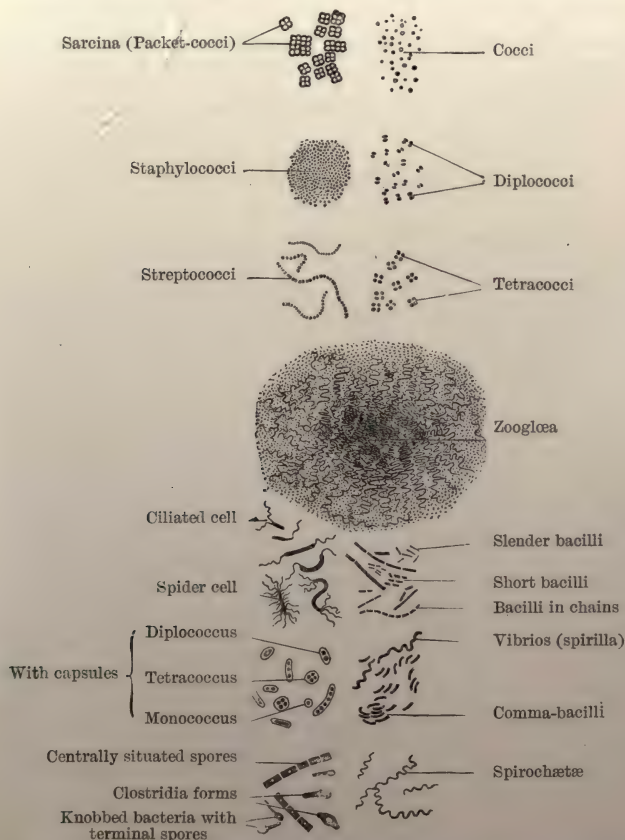 Sarcina (Packet-cocci)
Cocci
Staphylococci
Diplococci
Streptococci
Tetracocci
Zooglœa
Ciliated cell
Slender bacilli
Spider cell
Short bacilli
Bacilli in chains
Diplococcus
Vibrios (spirilla)
With capsules
Tetracoccus
Monococcus
Comma-bacilli
Centrally situated spores
Spirochætæ
Clostridia forms
Knobbed bacteria with
terminal spores